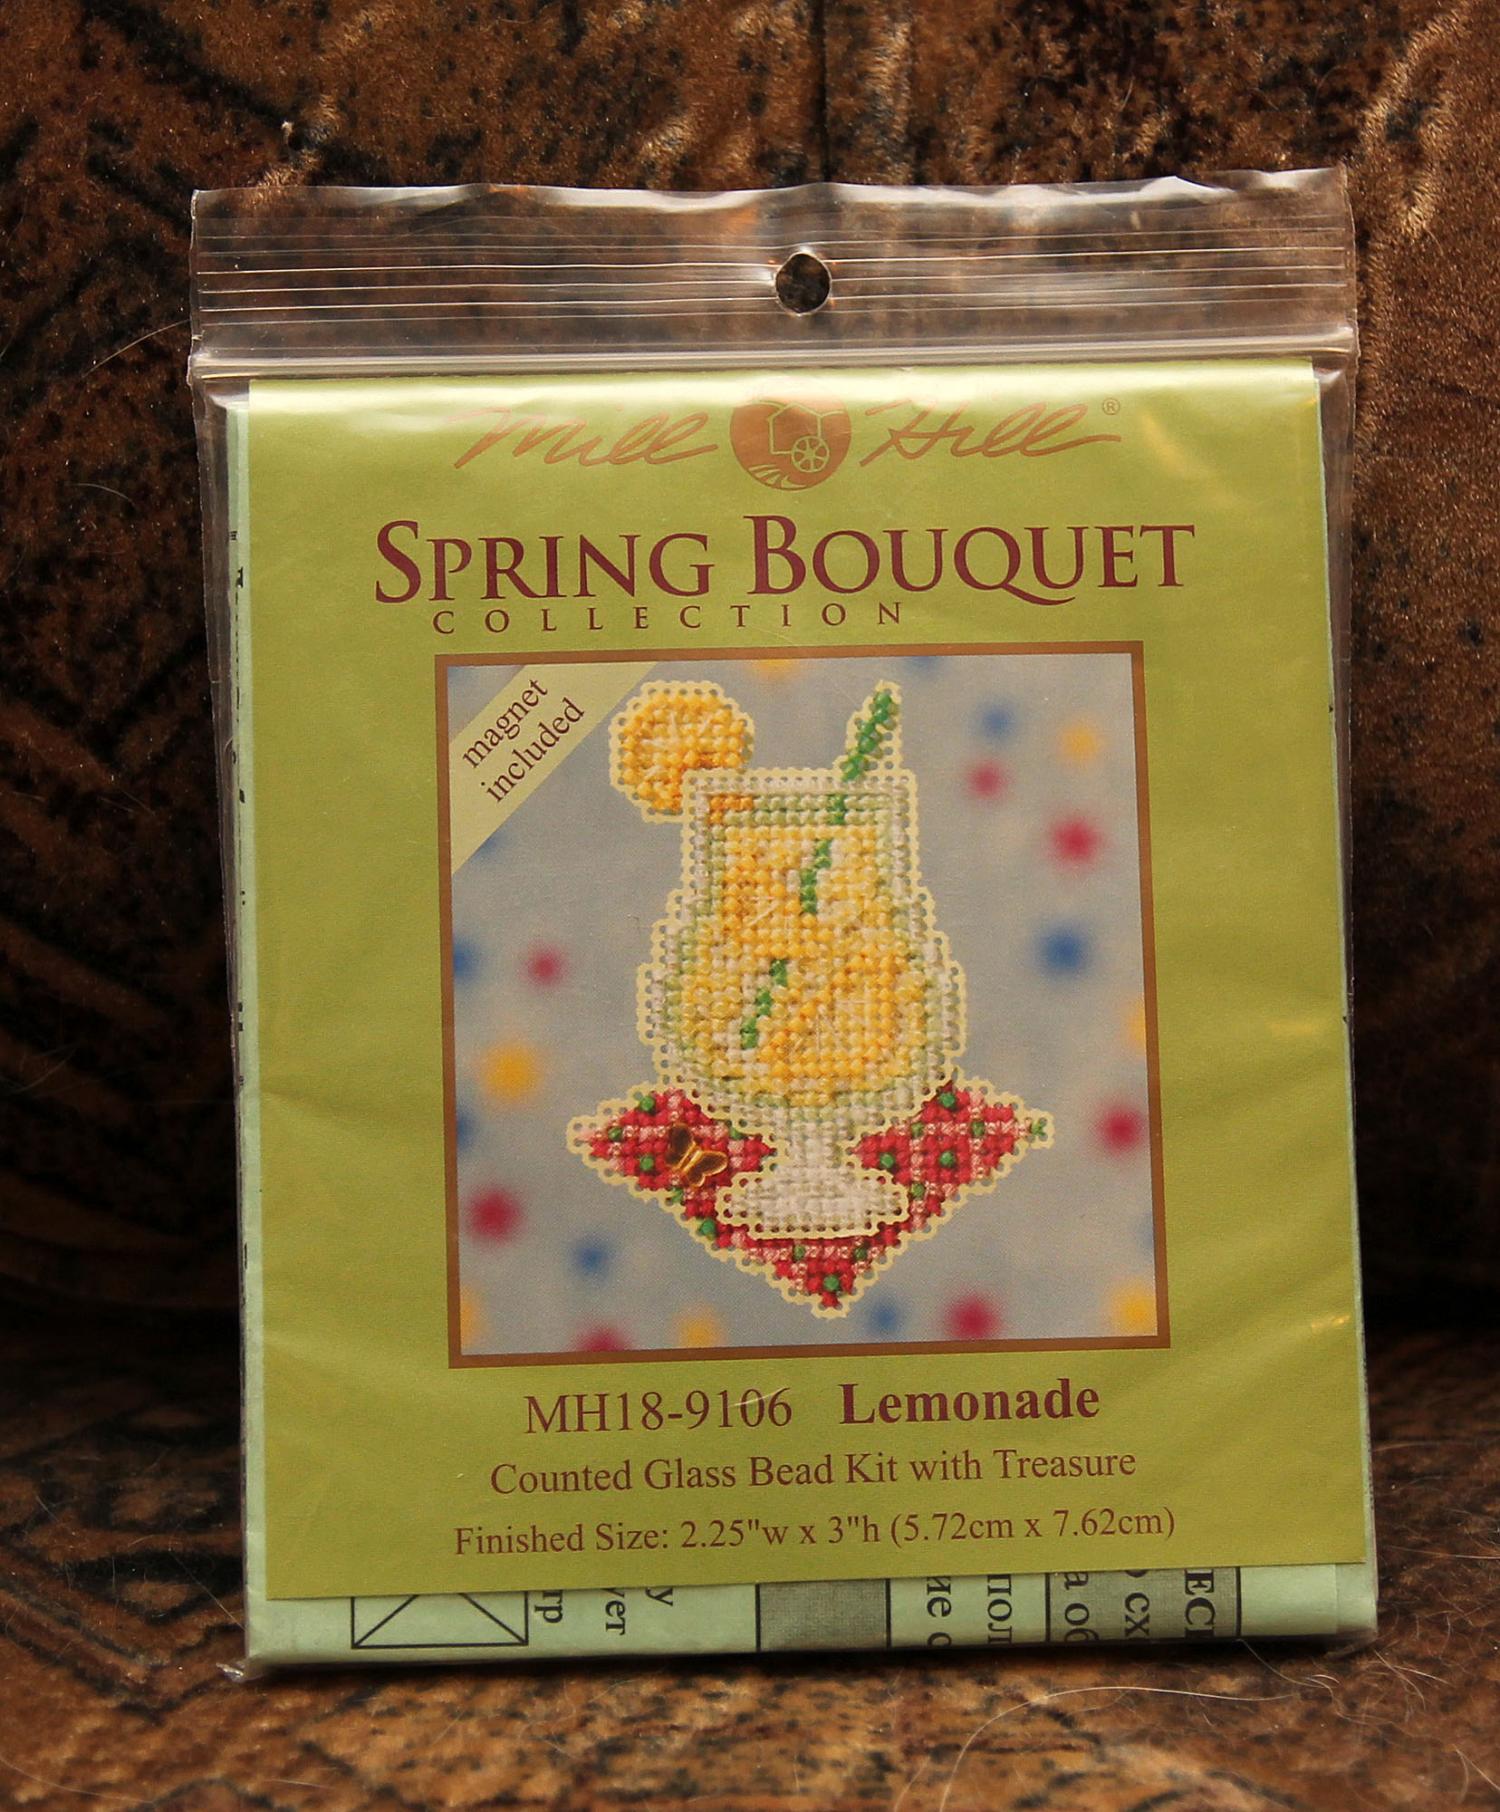 Mill Hill®
SPRING BOUQUET
COLLECTION
magnet
included
MH18-9106 Lemonade
Counted Glass Bead Kit with Treasure
Finished Size: 2.25"w x 3"h (5.72cm x 7.62cm)